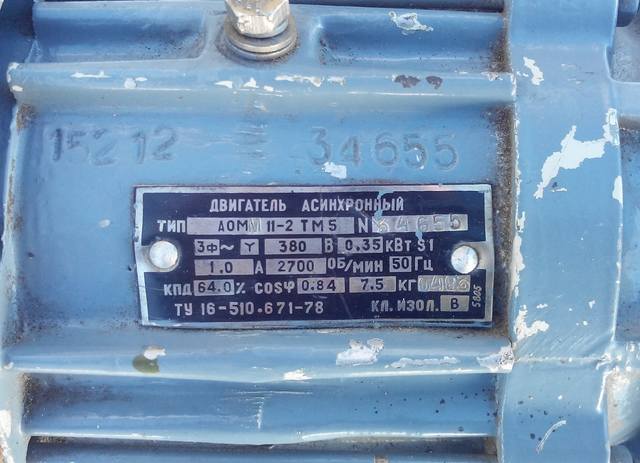 15212 34655
ДВИГАТЕЛЬ АСИНХРОННЫЙ
ТИП АОММ 11-2 ТМ5 N 34655
3ф~ Y 380 В 0.35 кВт S1
1.0 А 2700 ОБ/МИН 50 Гц
КПД 64.0 % cosφ 0.84 7.5 кг
ТУ 16-510.671-78 КЛ. ИЗОЛ. В